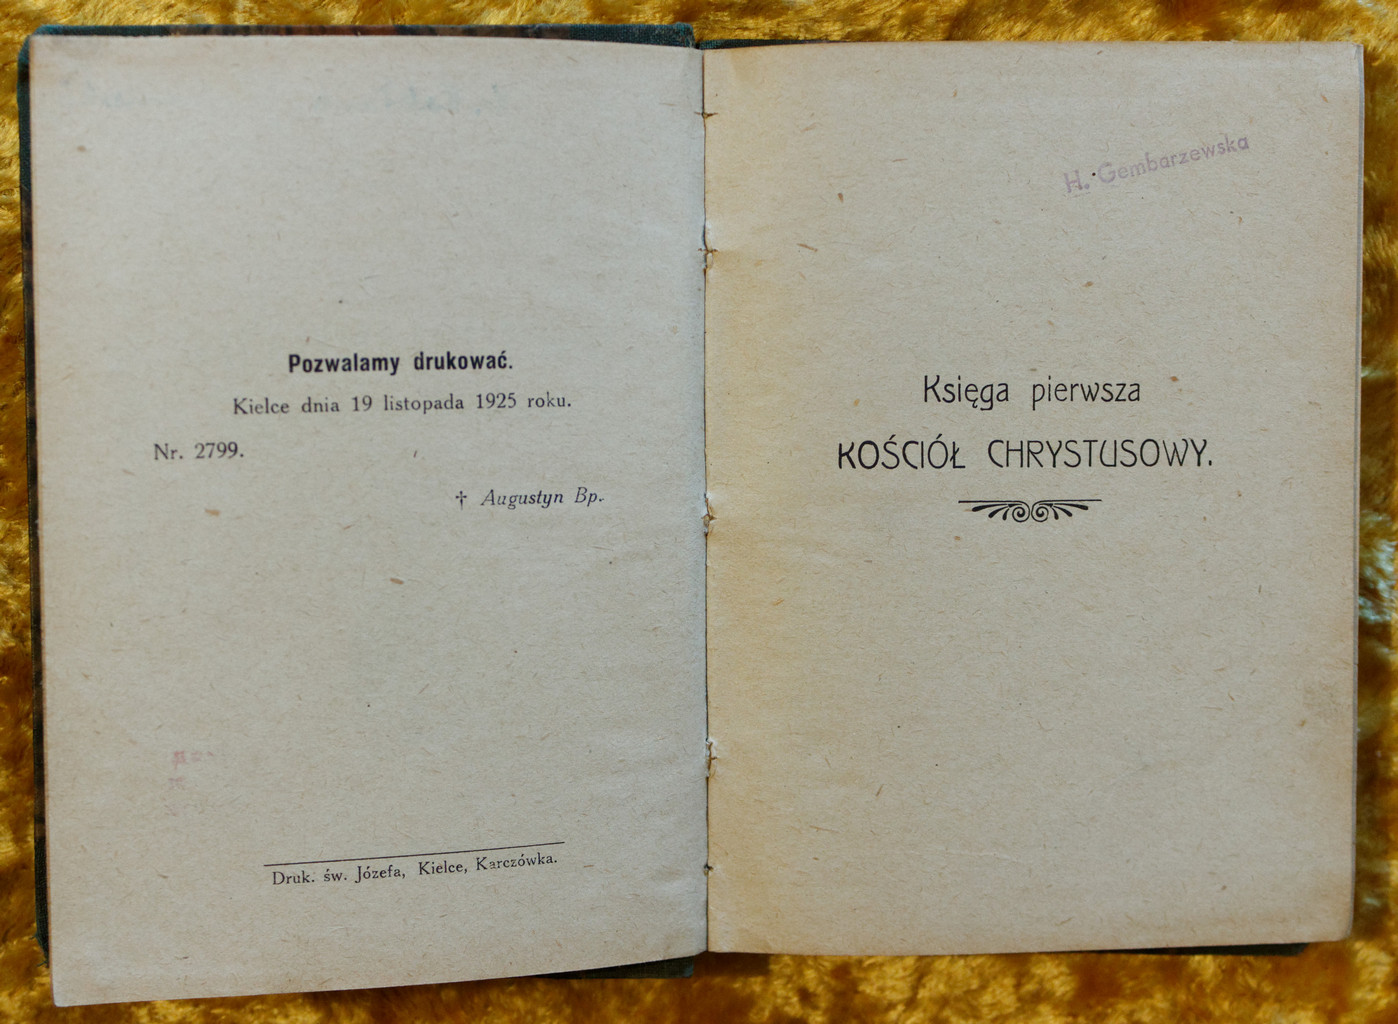 Pozwalamy drukować.
Kielce dnia 19 listopada 1925 roku.
Nr. 2799.
† Augustyn Bp.
Druk. św. Józefa, Kielce, Karczówka.
H. Gembarzewska
Księga pierwsza
KOŚCIÓŁ CHRYSTUSOWY.